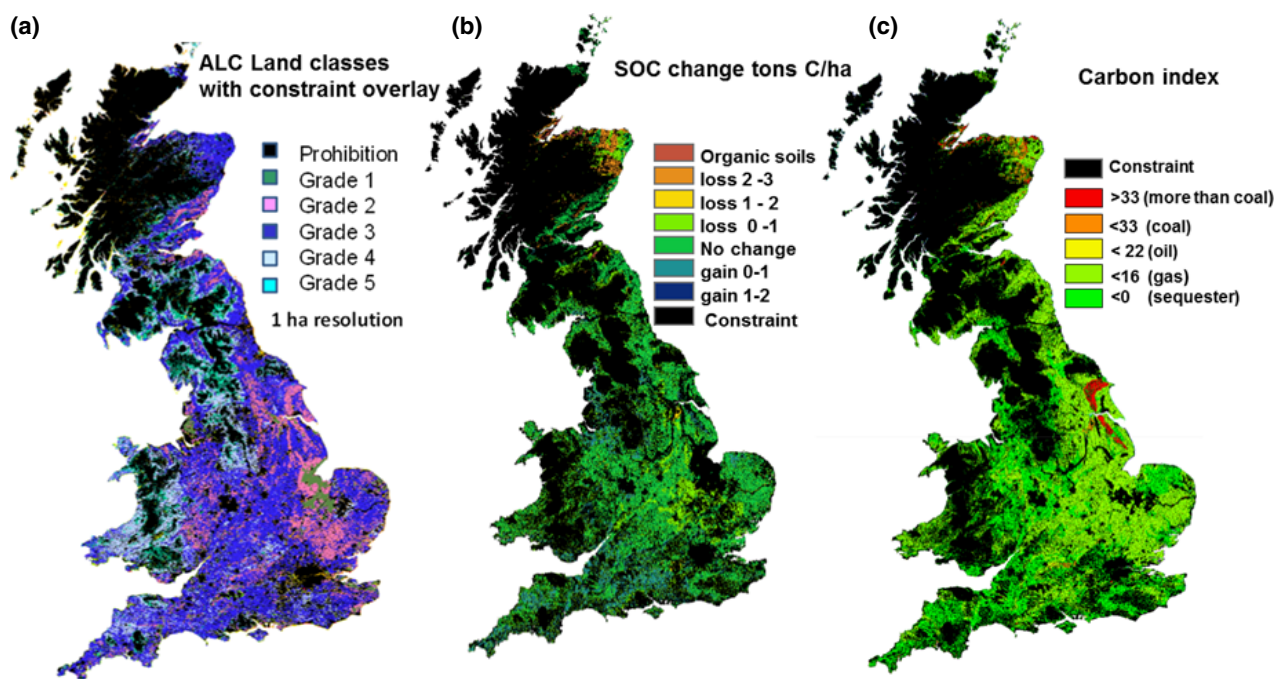 (a)
ALC Land classes
with constraint overlay
Prohibition
Grade 1
Grade 2
Grade 3
Grade 4
Grade 5
1 ha resolution
(b)
SOC change tons C/ha
Organic soils
loss 2 -3
loss 1 - 2
loss 0 -1
No change
gain 0-1
gain 1-2
Constraint
(c)
Carbon index
Constraint
>33 (more than coal)
<33 (coal)
< 22 (oil)
<16 (gas)
<0 (sequester)